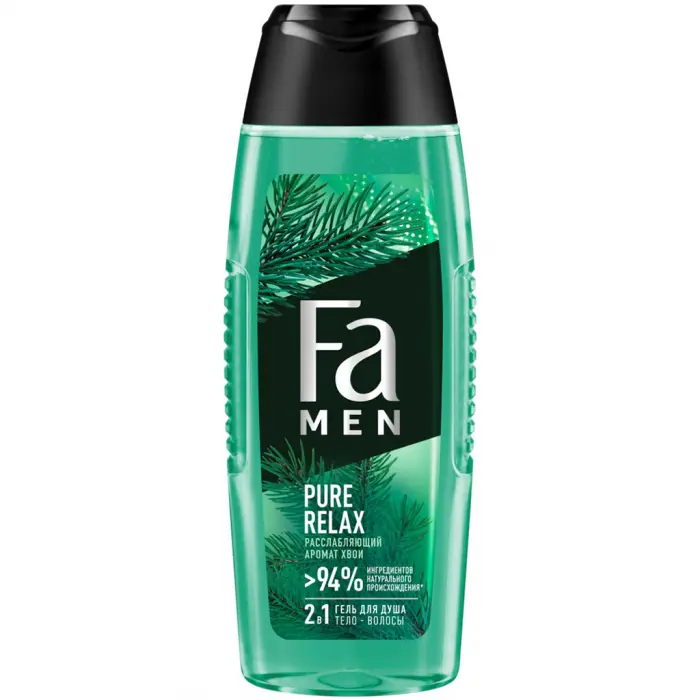 Fa
MEN
PURE
RELAX
РАССЛАБЛЯЮЩИЙ
АРОМАТ ХВОИ
>94% ИНГРЕДИЕНТОВ
НАТУРАЛЬНОГО
ПРОИСХОЖДЕНИЯ*
2в1 ГЕЛЬ ДЛЯ ДУША
ТЕЛО - ВОЛОСЫ